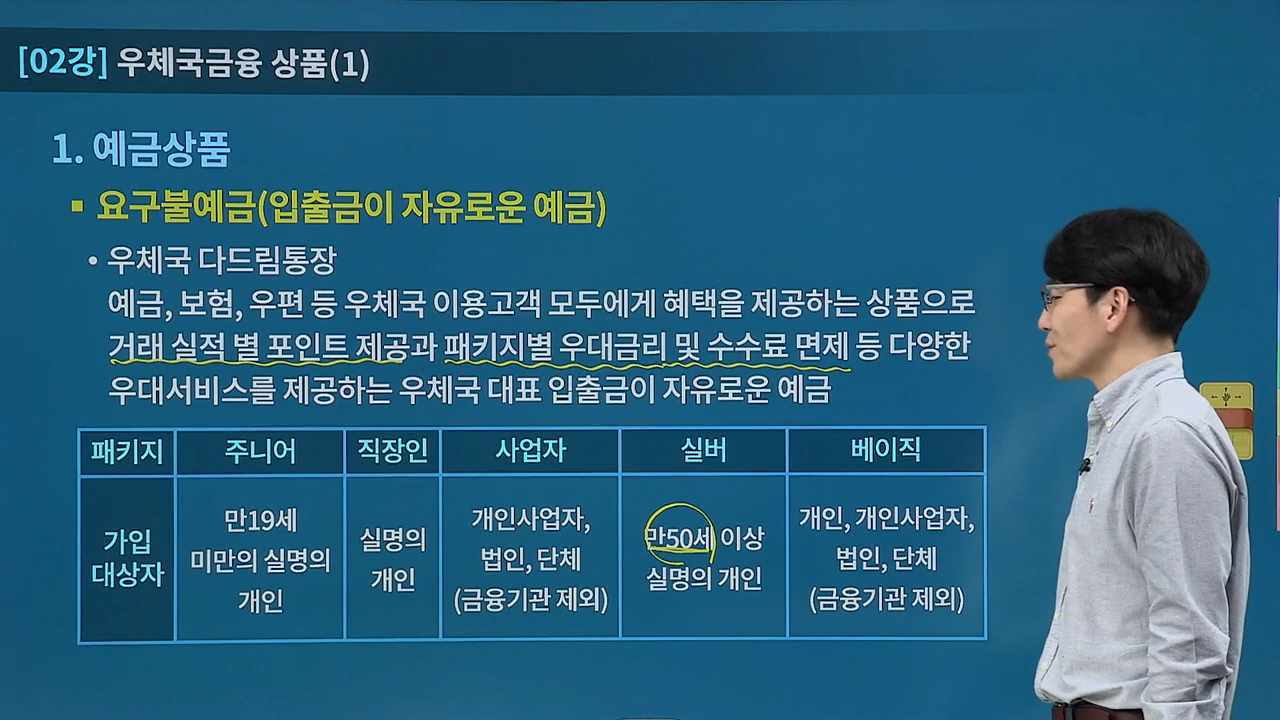 [02강] 우체국금융 상품(1)
1. 예금상품
▪ 요구불예금(입출금이 자유로운 예금)
• 우체국 다드림통장
예금, 보험, 우편 등 우체국 이용고객 모두에게 혜택을 제공하는 상품으로
거래 실적 별 포인트 제공과 패키지별 우대금리 및 수수료 면제 등 다양한
우대서비스를 제공하는 우체국 대표 입출금이 자유로운 예금
패키지 주니어 직장인 사업자 실버 베이직
가입
대상자
만19세
미만의 실명의
개인
실명의
개인
개인사업자,
법인, 단체
(금융기관 제외)
만50세 이상
실명의 개인
개인, 개인사업자,
법인, 단체
(금융기관 제외)